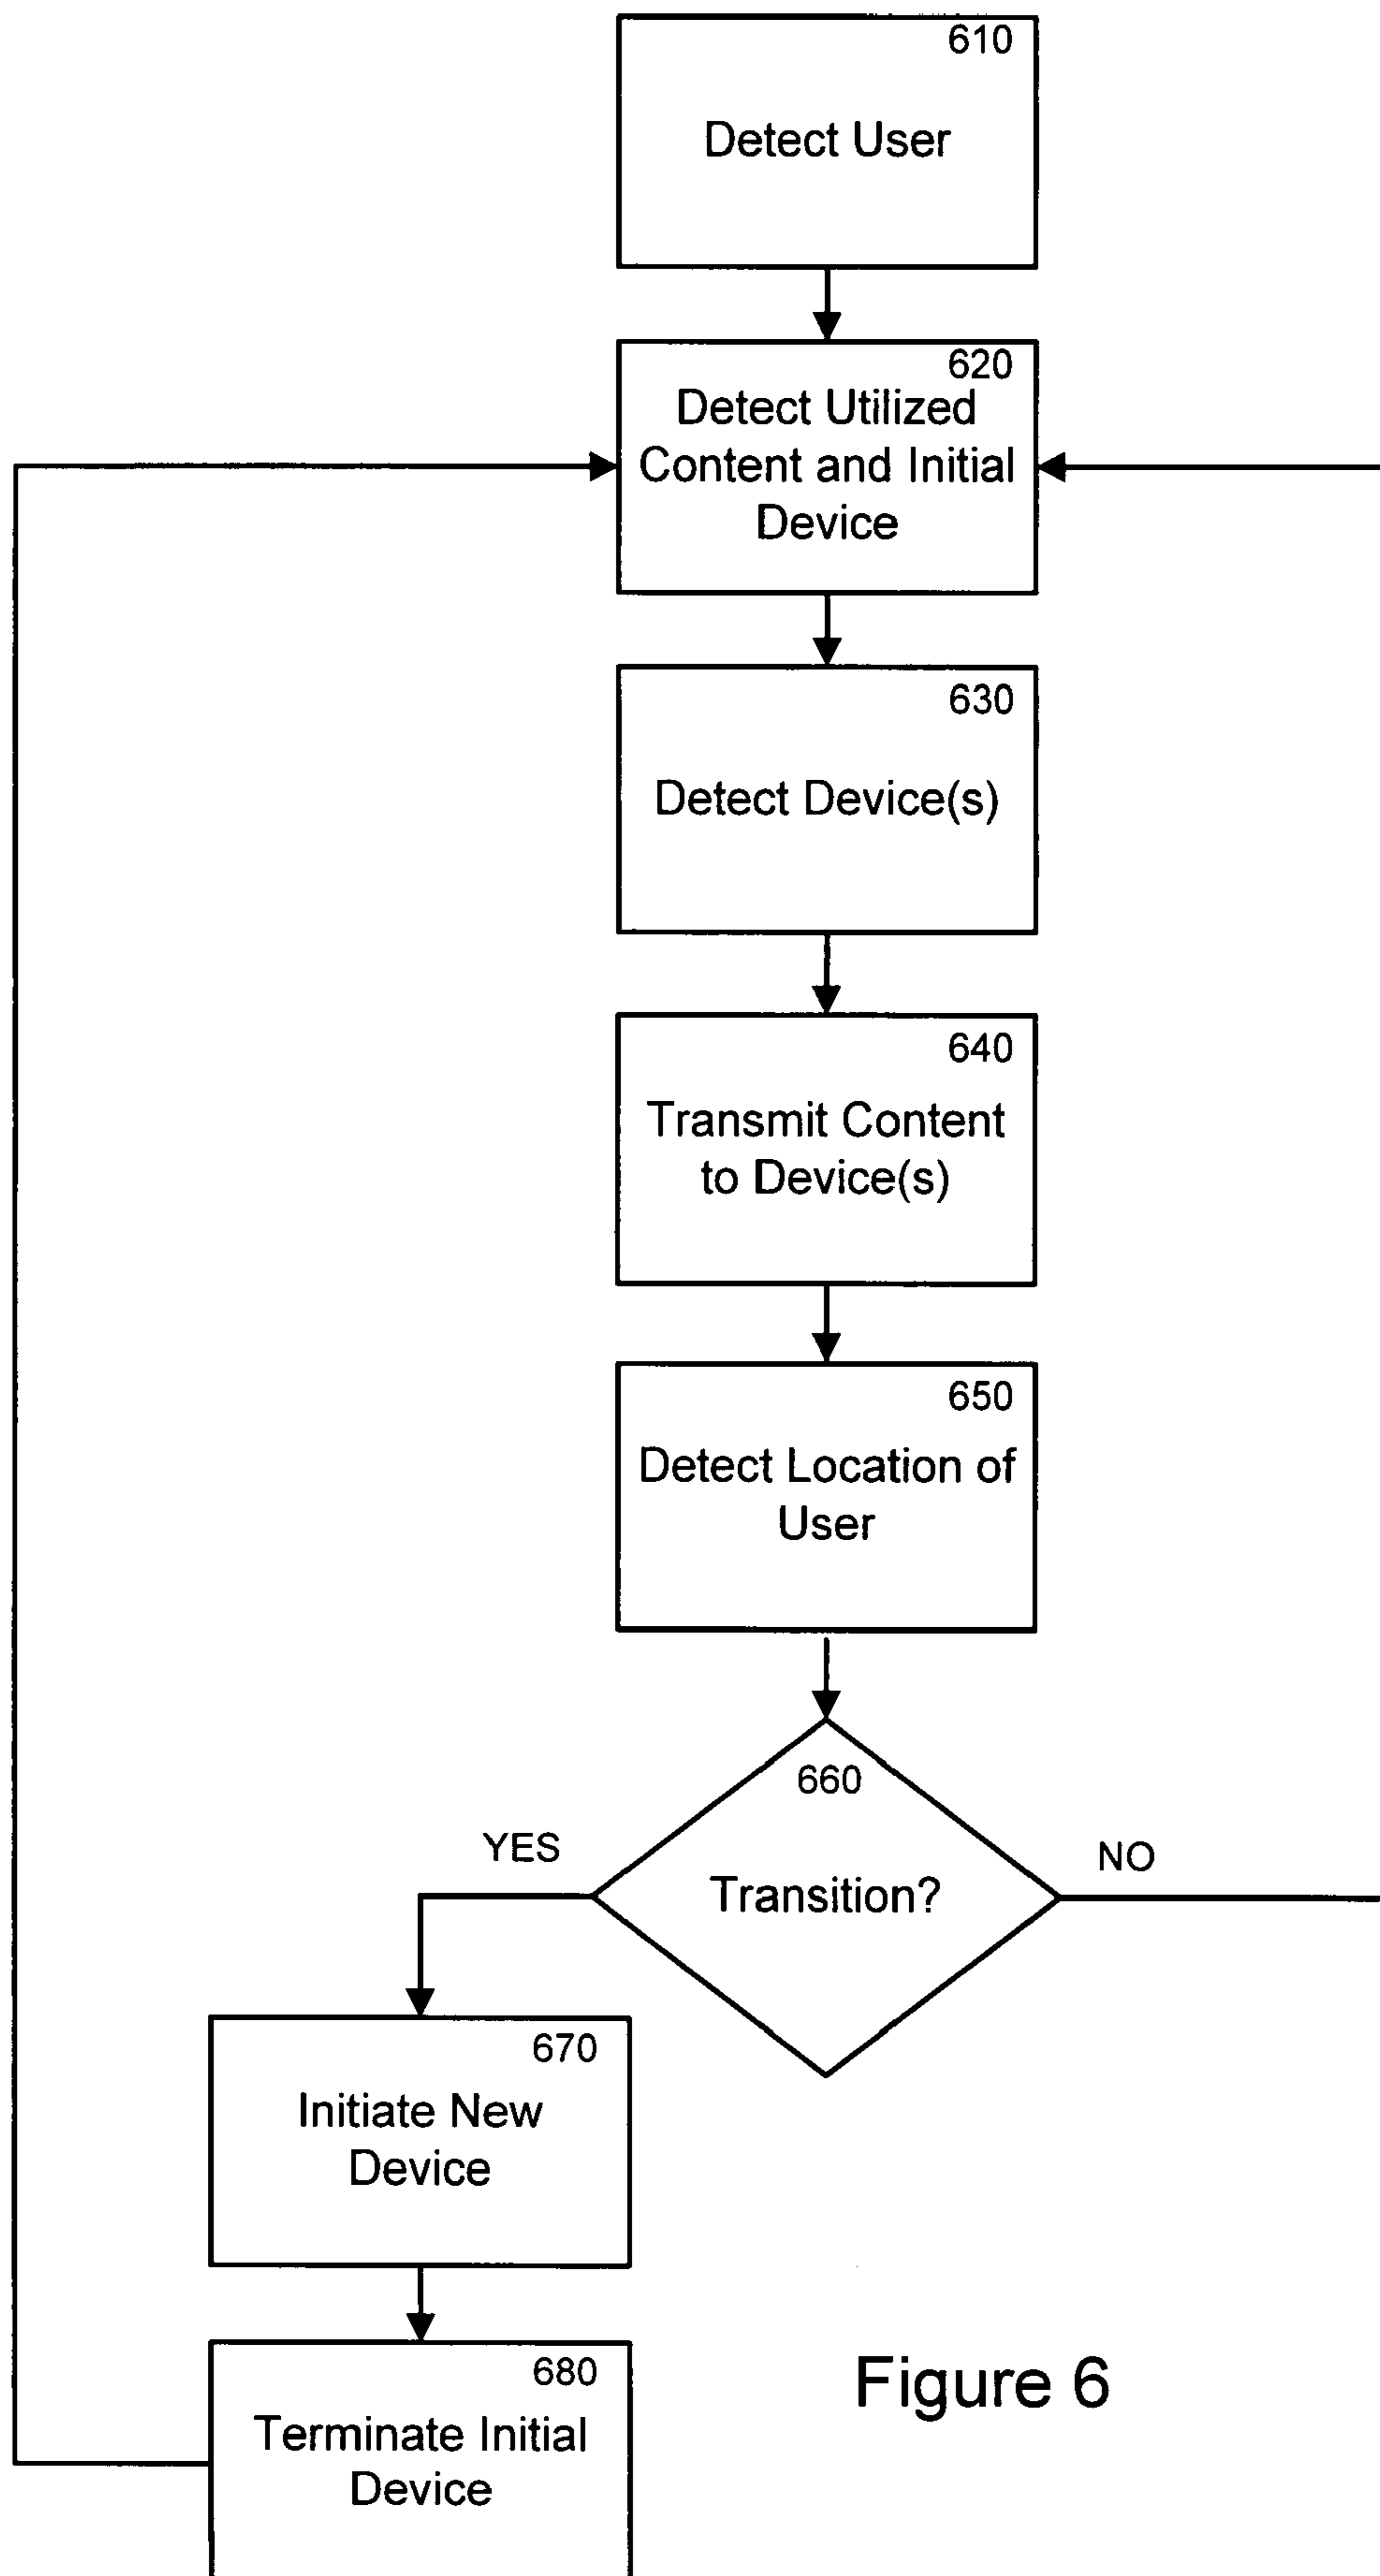 610
Detect User
620
Detect Utilized
Content and Initial
Device
630
Detect Device(s)
640
Transmit Content
to Device(s)
650
Detect Location of
User
660
YES
NO
Transition?
670
Initiate New
Device
680
Terminate Initial
Device
Figure 6